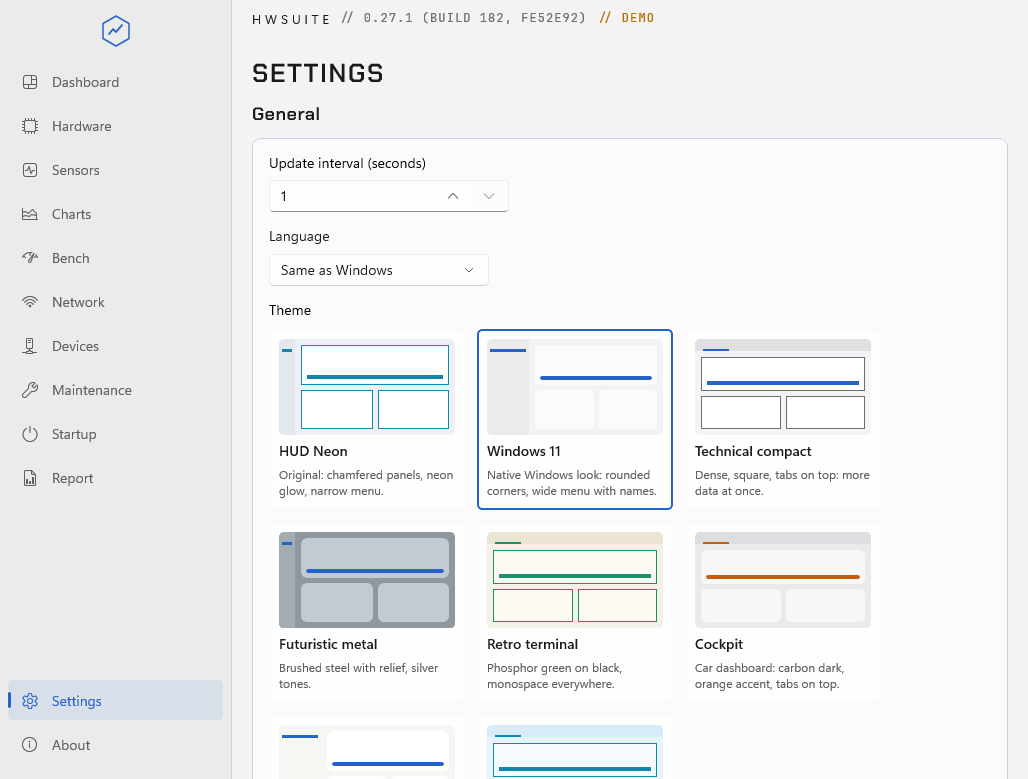 HWSUITE // 0.27.1 (BUILD 182, FE52E92) // DEMO
Dashboard
Hardware
Sensors
Charts
Bench
Network
Devices
Maintenance
Startup
Report
Settings
About
SETTINGS
General
Update interval (seconds)
1
Language
Same as Windows
Theme
HUD Neon
Original: chamfered panels, neon
glow, narrow menu.
Windows 11
Native Windows look: rounded
corners, wide menu with names.
Technical compact
Dense, square, tabs on top: more
data at once.
Futuristic metal
Brushed steel with relief, silver
tones.
Retro terminal
Phosphor green on black,
monospace everywhere.
Cockpit
Car dashboard: carbon dark,
orange accent, tabs on top.